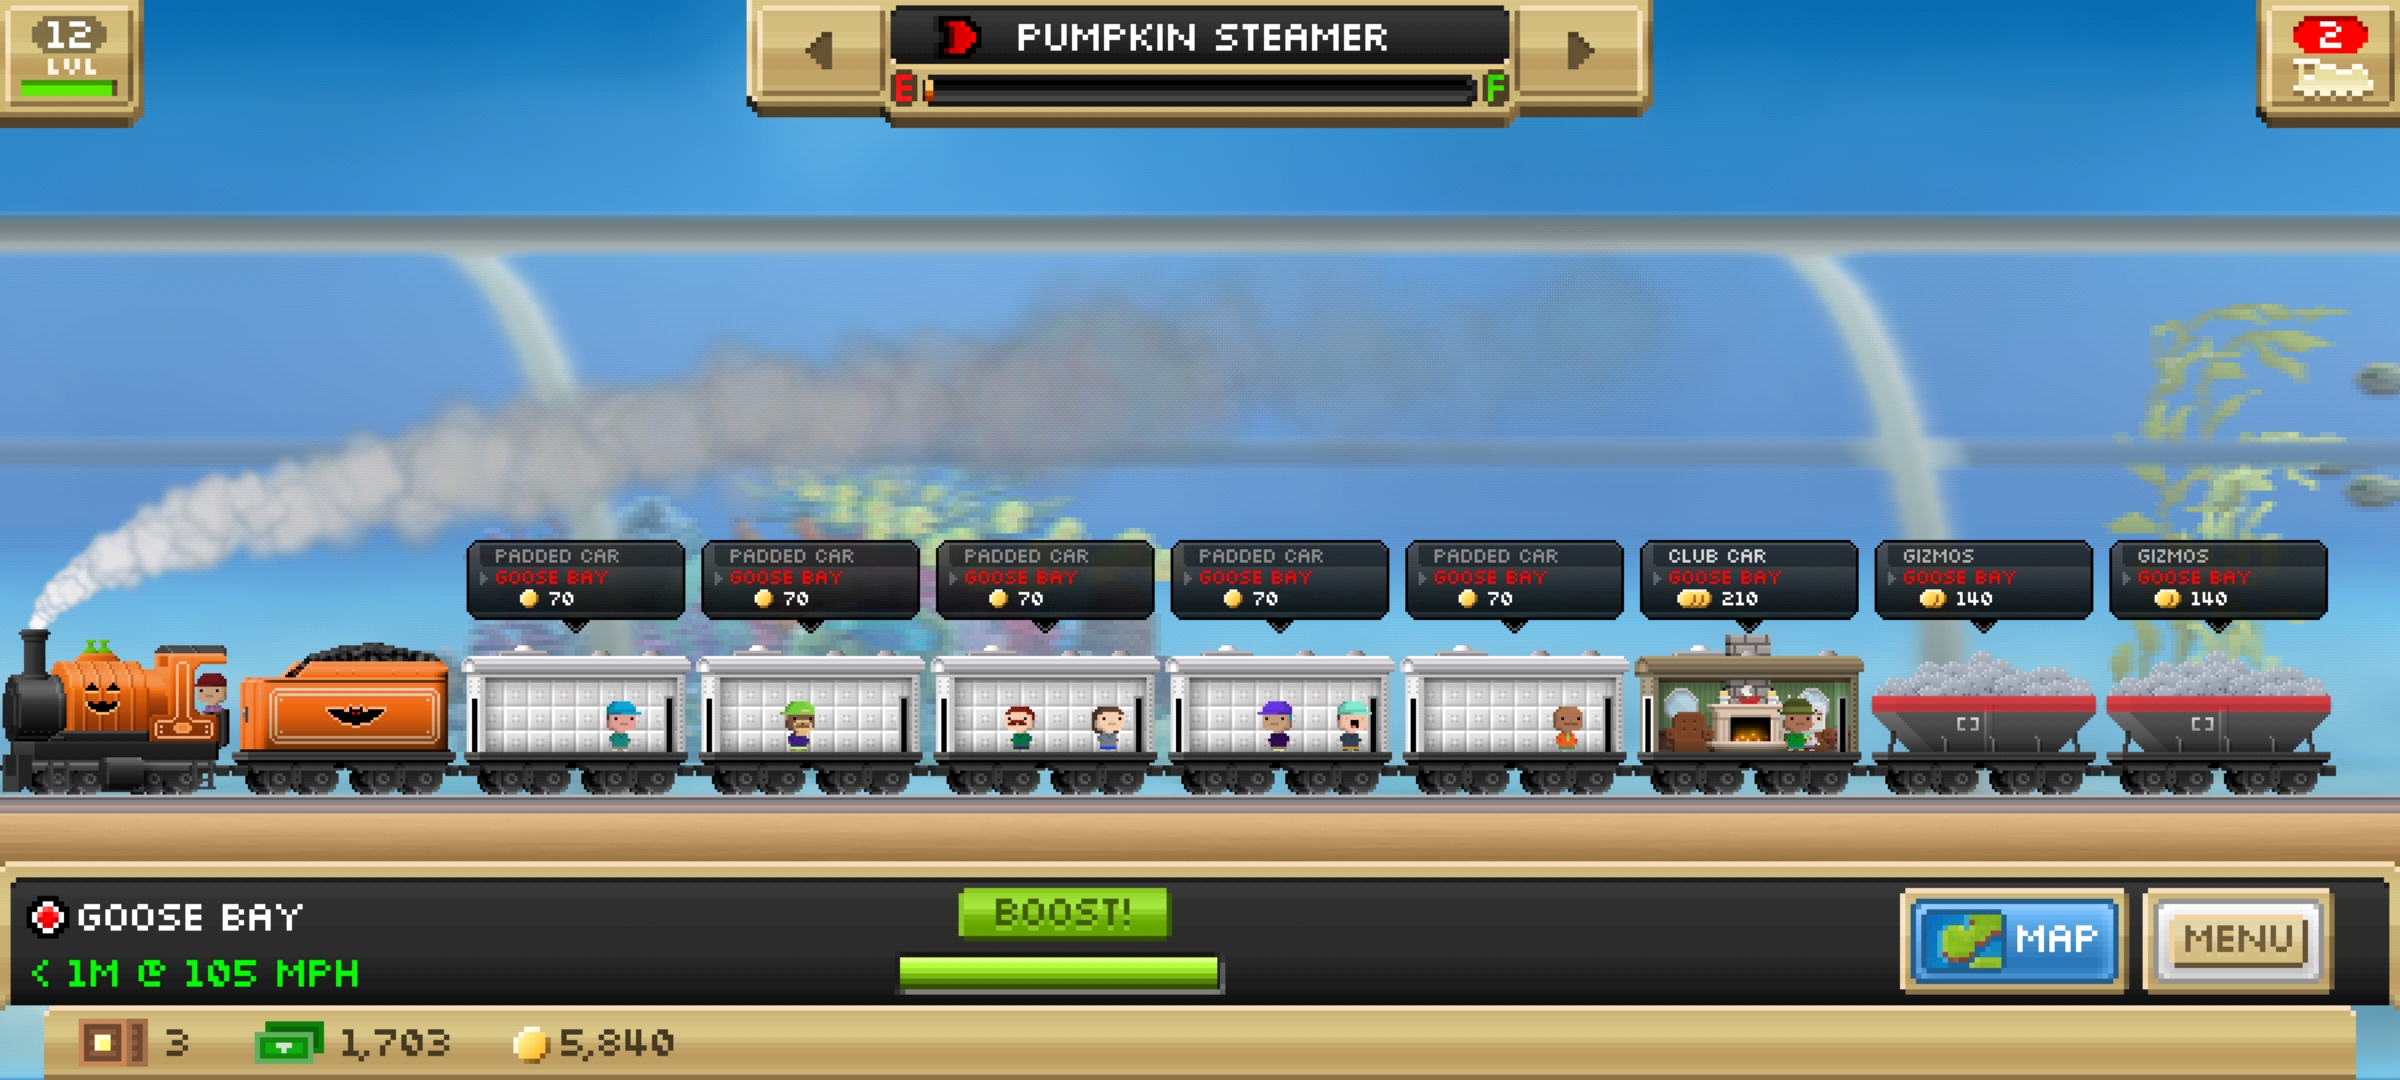 12
LVL
PUMPKIN STEAMER
E F
2
PADDED CAR
GOOSE BAY
70
PADDED CAR
GOOSE BAY
70
PADDED CAR
GOOSE BAY
70
PADDED CAR
GOOSE BAY
70
PADDED CAR
GOOSE BAY
70
CLUB CAR
GOOSE BAY
210
GIZMOS
GOOSE BAY
140
GIZMOS
GOOSE BAY
140
GOOSE BAY
< 1M @ 105 MPH
BOOST!
MAP
MENU
3
1,703
5,840